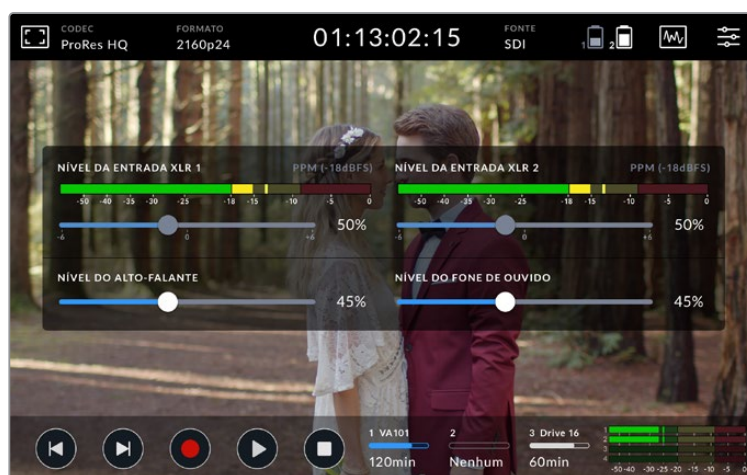 CODEC
ProRes HQ
FORMATO
2160p24
01:13:02:15
FONTE
SDI
1
2
NÍVEL DA ENTRADA XLR 1 PPM (-18dBFS)
-50 -40 -35 -30 -25 -18 -15 -10 -5 0
50%
-6 0 +6
NÍVEL DA ENTRADA XLR 2 PPM (-18dBFS)
-50 -40 -35 -30 -25 -18 -15 -10 -5 0
50%
-6 0 +6
NÍVEL DO ALTO-FALANTE
45%
NÍVEL DO FONE DE OUVIDO
45%
1 VA101
120min
2
Nenhum
3 Drive 16
60min
1
2
3
4
-50 -40 -30 -25 -20 -15 -10 -5